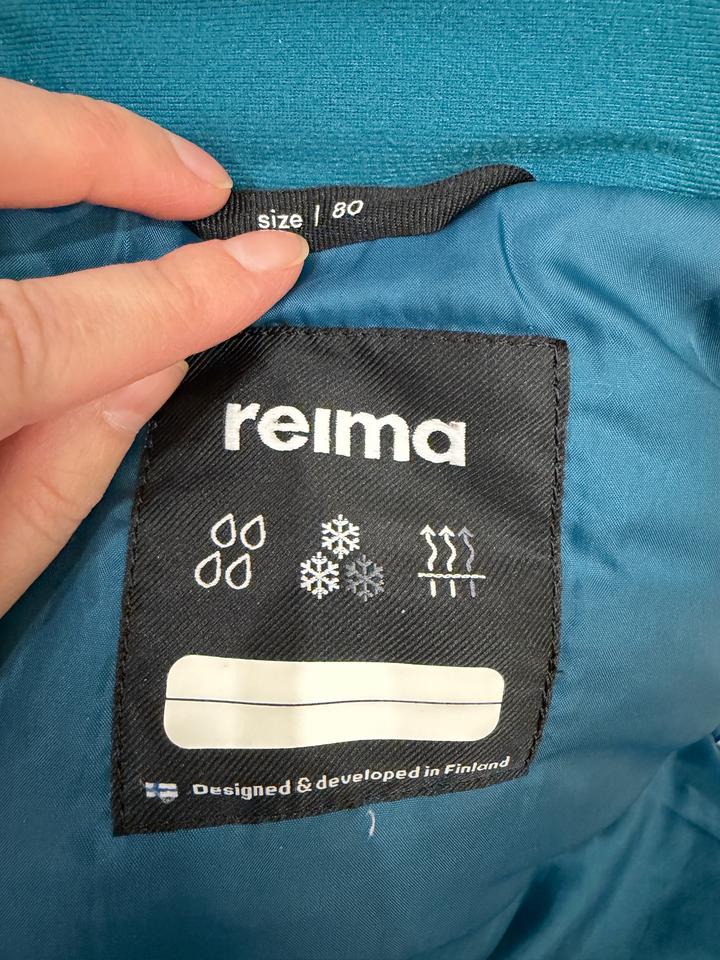 size | 80
reima
Designed & developed in Finland